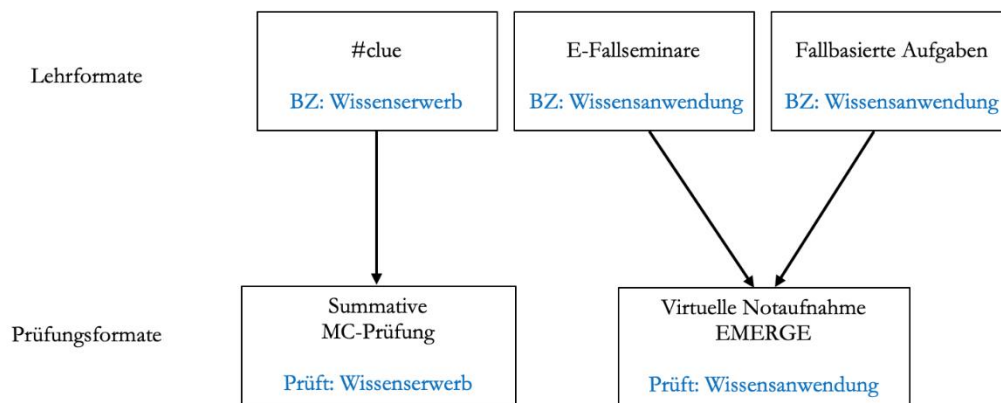 Lehrformate
#clue
BZ: Wissenserwerb
E-Fallseminare
BZ: Wissensanwendung
Fallbasierte Aufgaben
BZ: Wissensanwendung
Prüfungsformate
Summative
MC-Prüfung
Prüft: Wissenserwerb
Virtuelle Notaufnahme
EMERGE
Prüft: Wissensanwendung